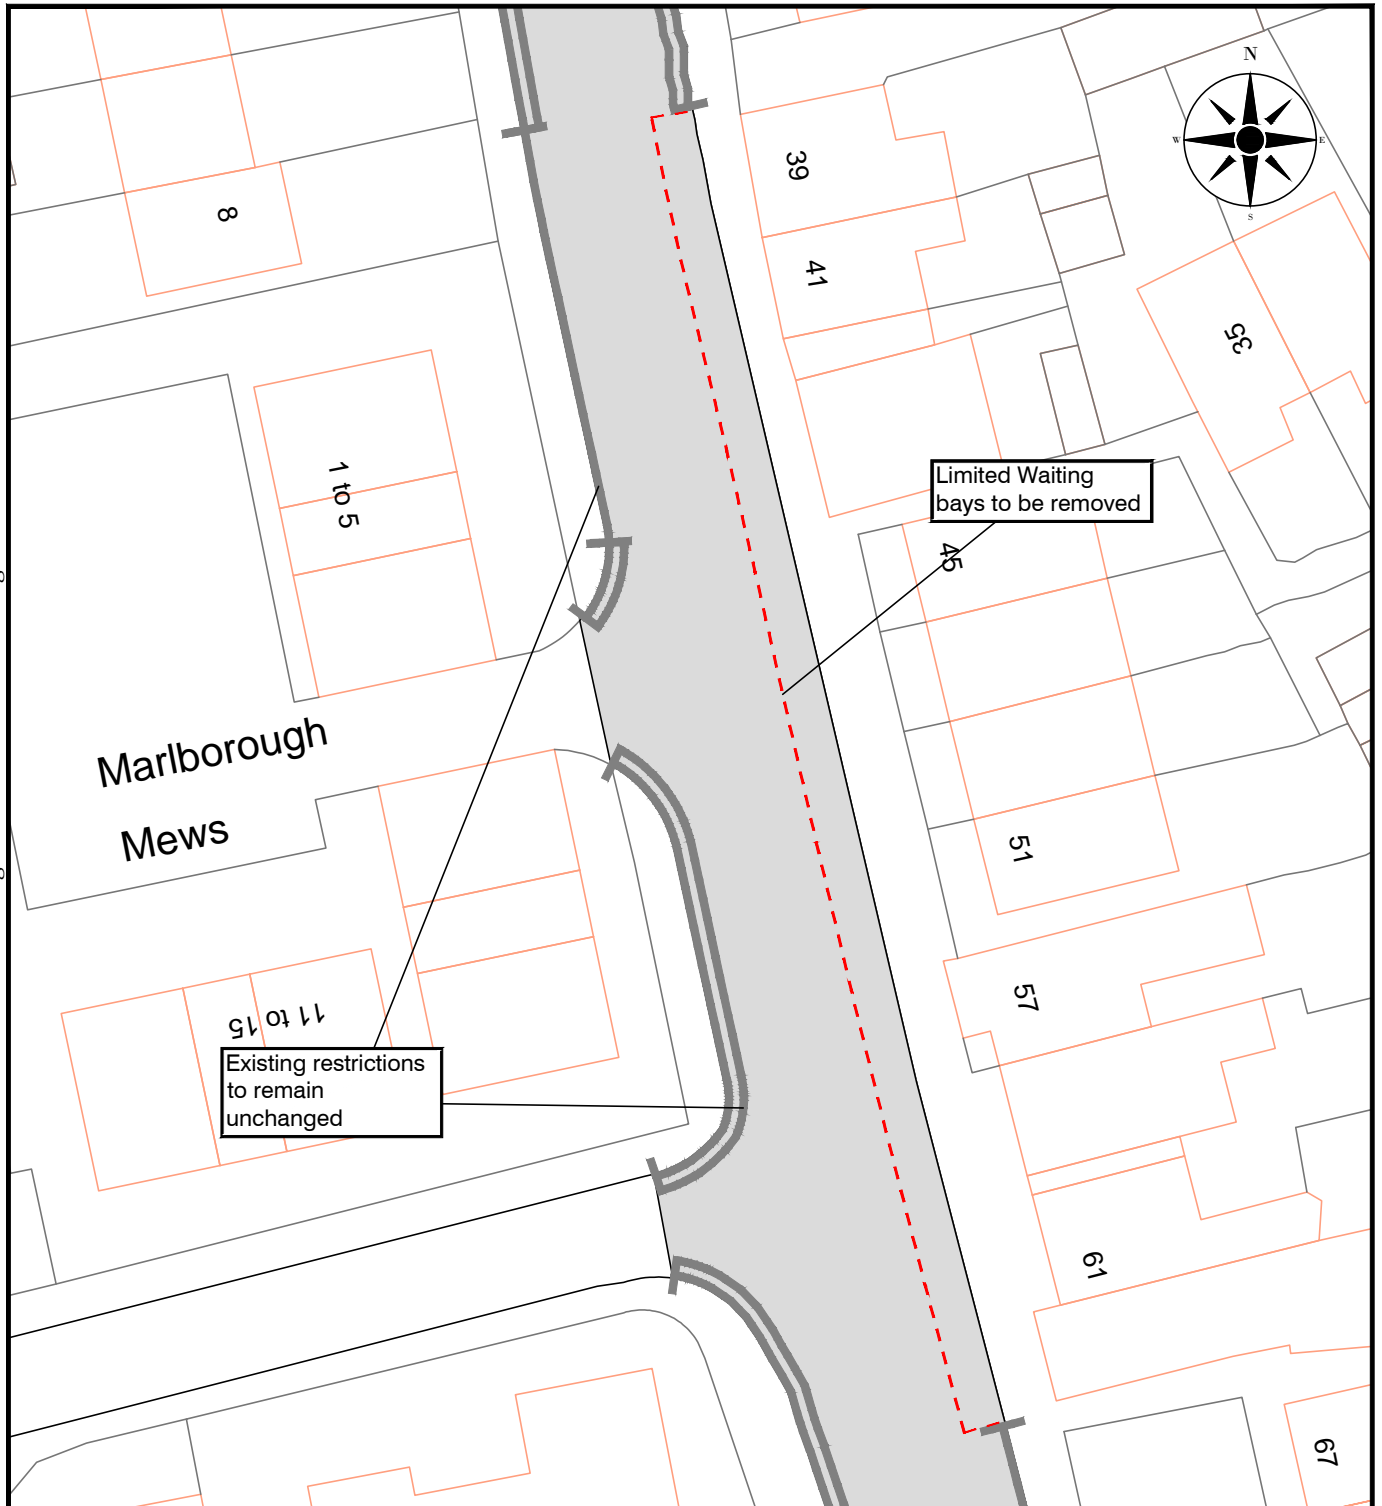 N
W
E
S
39
8
41
35
1 to 5
Limited Waiting
bays to be removed
45
Marlborough
Mews
51
57
11 to 15
Existing restrictions
to remain
unchanged
61
67